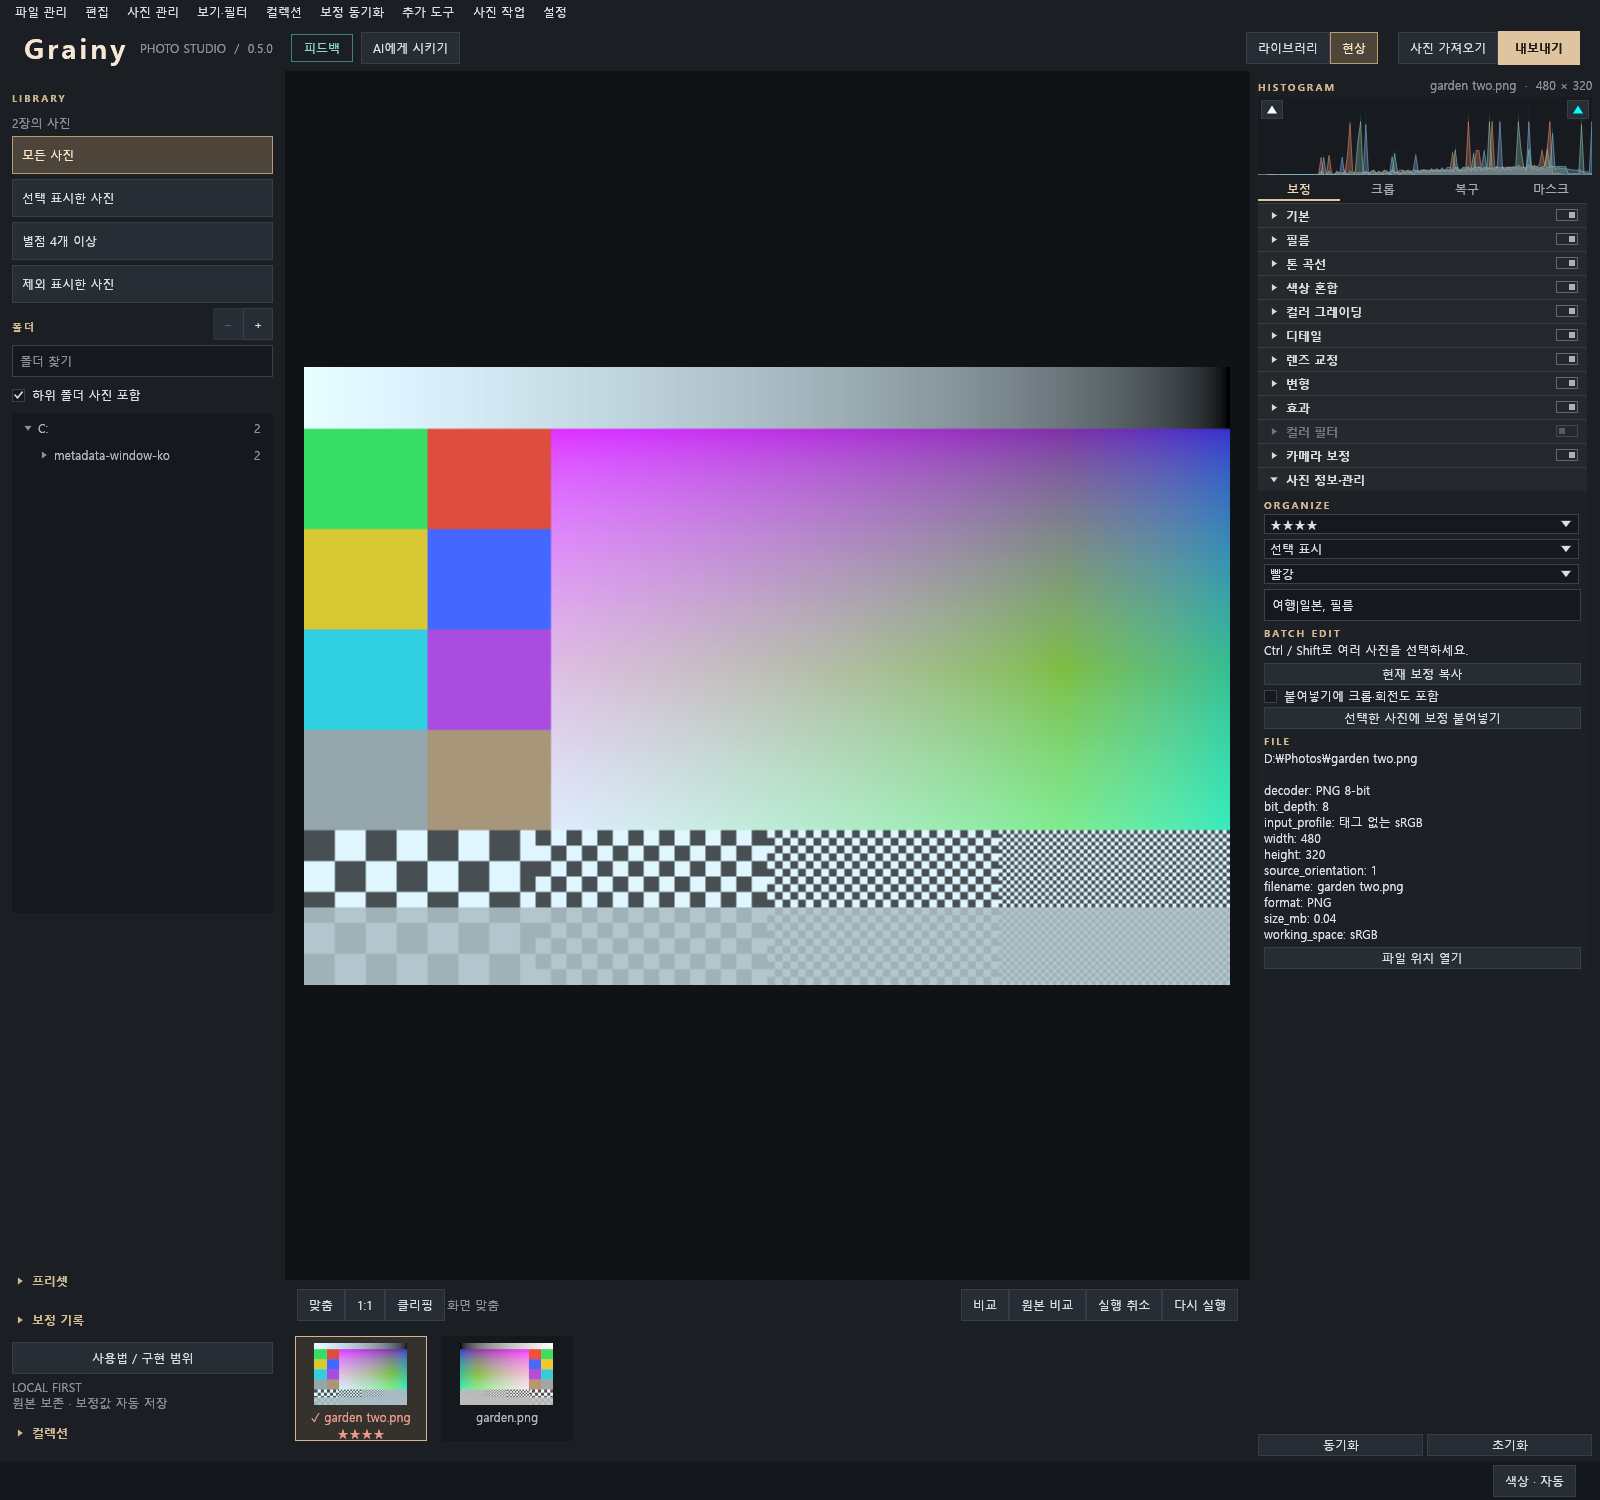 파일 관리 편집 사진 관리 보기·필터 컬렉션 보정 동기화 추가 도구 사진 작업 설정
Grainy PHOTO STUDIO / 0.5.0 피드백 AI에게 시키기 라이브러리 현상 사진 가져오기 내보내기
LIBRARY
2장의 사진
모든 사진
선택 표시한 사진
별점 4개 이상
제외 표시한 사진
폴더 − +
폴더 찾기
하위 폴더 사진 포함
C: 2
metadata-window-ko 2
프리셋
보정 기록
사용법 / 구현 범위
LOCAL FIRST
원본 보존 · 보정값 자동 저장
컬렉션
맞춤 1:1 클리핑 화면 맞춤 비교 원본 비교 실행 취소 다시 실행
✓ garden two.png
★★★★
garden.png
HISTOGRAM garden two.png · 480 × 320
보정 크롭 복구 마스크
기본
필름
톤 곡선
색상 혼합
컬러 그레이딩
디테일
렌즈 교정
변형
효과
컬러 필터
카메라 보정
사진 정보·관리
ORGANIZE
★★★★
선택 표시
빨강
여행|일본, 필름
BATCH EDIT
Ctrl / Shift로 여러 사진을 선택하세요.
현재 보정 복사
붙여넣기에 크롭·회전도 포함
선택한 사진에 보정 붙여넣기
FILE
D:₩Photos₩garden two.png
decoder: PNG 8-bit
bit_depth: 8
input_profile: 태그 없는 sRGB
width: 480
height: 320
source_orientation: 1
filename: garden two.png
format: PNG
size_mb: 0.04
working_space: sRGB
파일 위치 열기
동기화 초기화
색상 · 자동